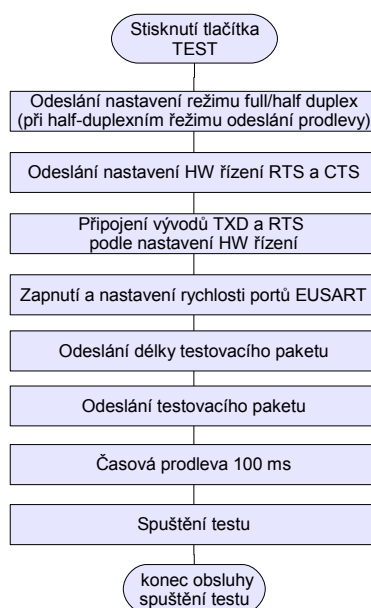 Stisknutí tlačítka
TEST
Odeslání nastavení režimu full/half duplex
(při half-duplexním řežimu odeslání prodlevy)
Odeslání nastavení HW řízení RTS a CTS
Připojení vývodů TXD a RTS
podle nastavení HW řízení
Zapnutí a nastavení rychlosti portů EUSART
Odeslání délky testovacího paketu
Odeslání testovacího paketu
Časová prodleva 100 ms
Spuštění testu
konec obsluhy
spuštění testu